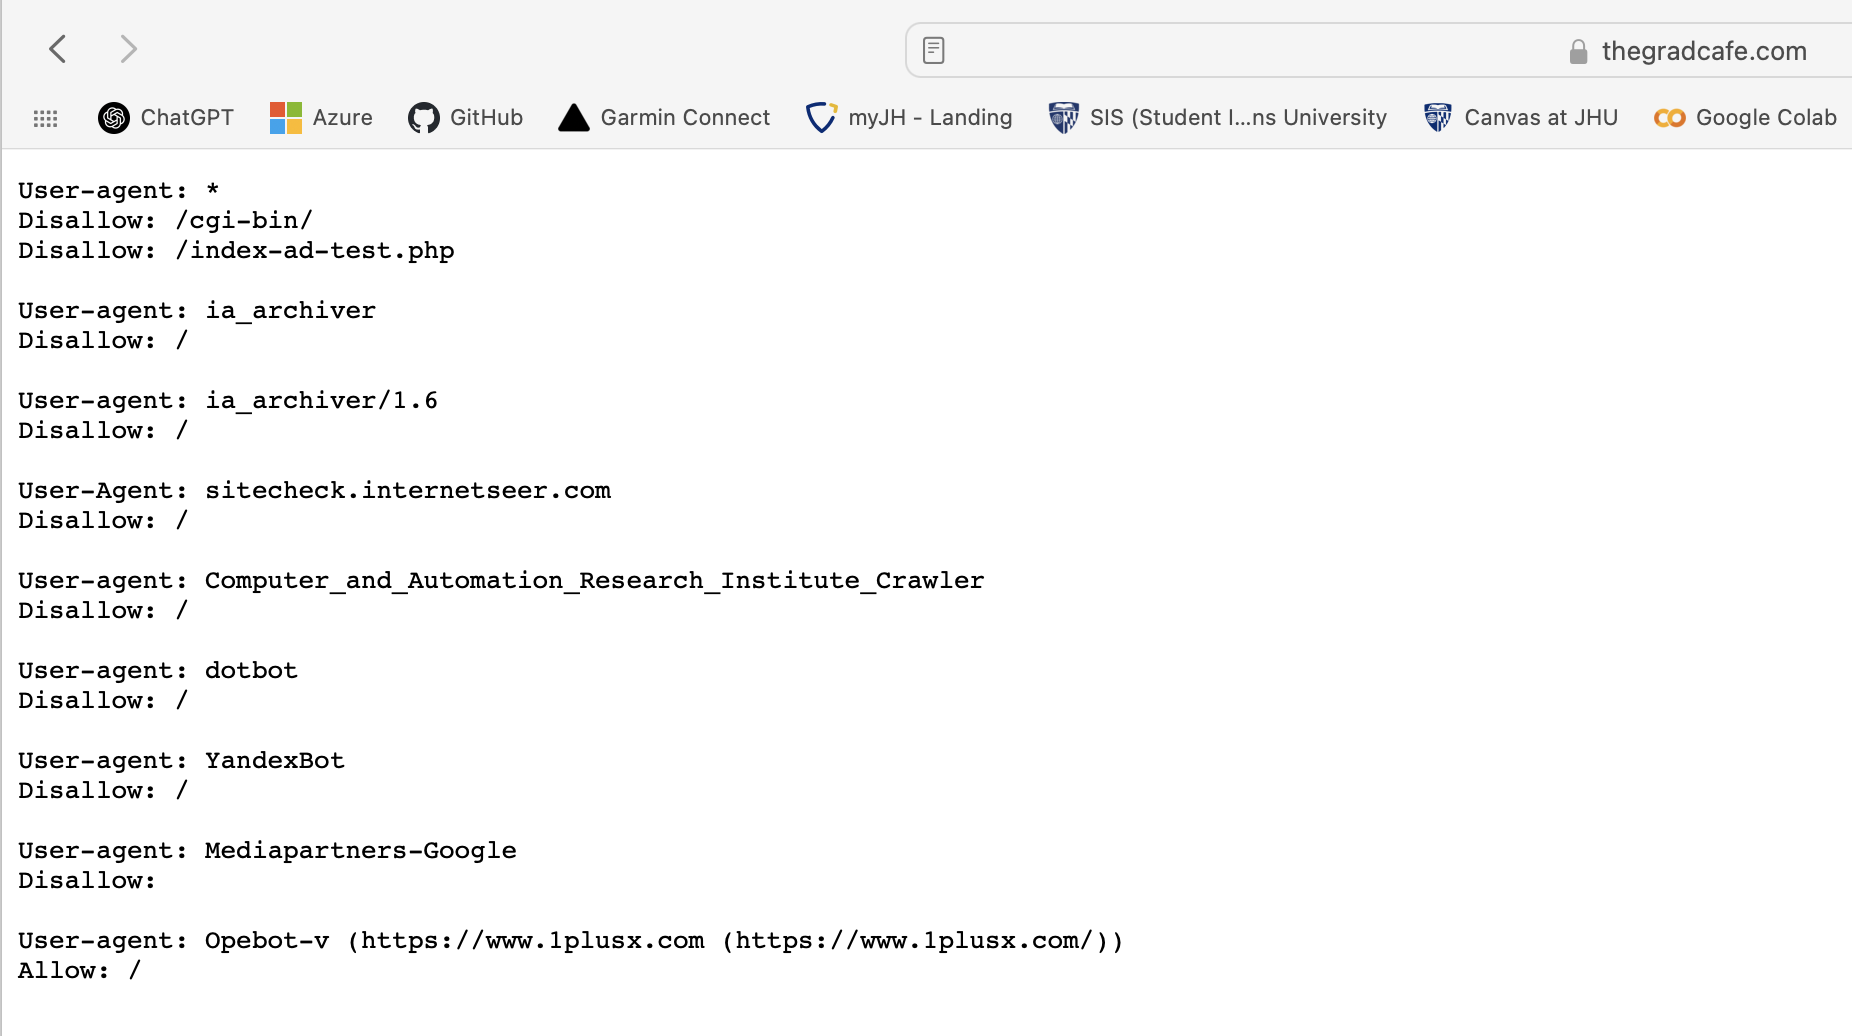 thegradcafe.com
ChatGPT Azure GitHub Garmin Connect myJH - Landing SIS (Student I...ns University Canvas at JHU Google Colab
User-agent: *
Disallow: /cgi-bin/
Disallow: /index-ad-test.php
User-agent: ia_archiver
Disallow: /
User-agent: ia_archiver/1.6
Disallow: /
User-Agent: sitecheck.internetseer.com
Disallow: /
User-agent: Computer_and_Automation_Research_Institute_Crawler
Disallow: /
User-agent: dotbot
Disallow: /
User-agent: YandexBot
Disallow: /
User-agent: Mediapartners-Google
Disallow:
User-agent: Opebot-v (https://www.1plusx.com (https://www.1plusx.com/))
Allow: /